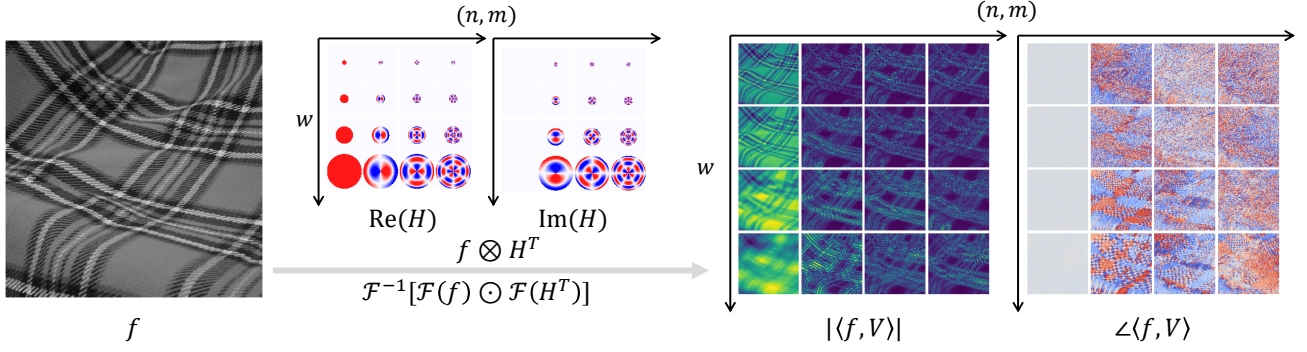 (n, m)
(n, m)
w
w
Re(H)
Im(H)
f ⊗ H^T
ℱ^{-1}[ℱ(f) ⊙ ℱ(H^T)]
f
|⟨f, V⟩|
∠⟨f, V⟩